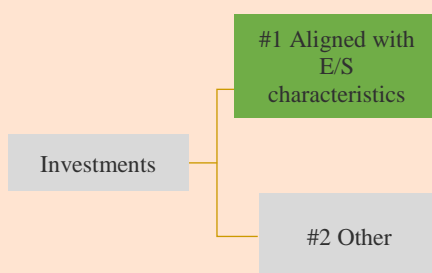 #1 Aligned with
E/S
characteristics
Investments
#2 Other